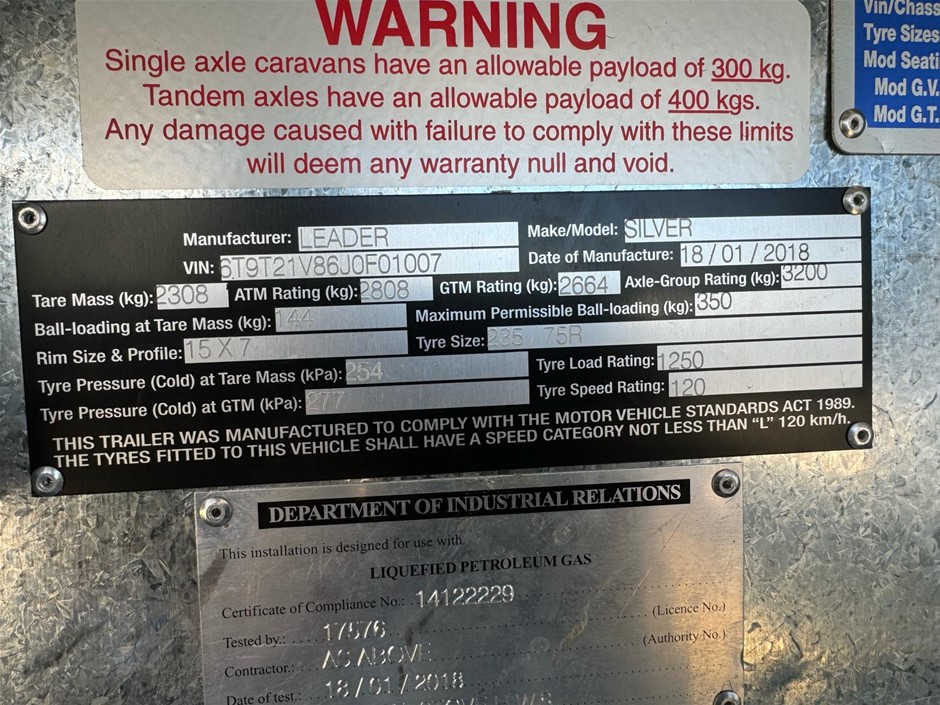 WARNING
Single axle caravans have an allowable payload of 300 kg.
Tandem axles have an allowable payload of 400 kgs.
Any damage caused with failure to comply with these limits
will deem any warranty null and void.
Vin/Chass
Tyre Sizes
Mod Seati
Mod G.V.
Mod G.T.
Manufacturer: LEADER Make/Model: SILVER
VIN: 6T9T21V86J0F01007 Date of Manufacture: 18/01/2018
Tare Mass (kg): 2308 ATM Rating (kg): 2808 GTM Rating (kg): 2664 Axle-Group Rating (kg): 3200
Ball-loading at Tare Mass (kg): 144 Maximum Permissible Ball-loading (kg): 350
Rim Size & Profile: 15 X 7 Tyre Size: 235 75R
Tyre Pressure (Cold) at Tare Mass (kPa): 254 Tyre Load Rating: 1250
Tyre Pressure (Cold) at GTM (kPa): 277 Tyre Speed Rating: 120
THIS TRAILER WAS MANUFACTURED TO COMPLY WITH THE MOTOR VEHICLE STANDARDS ACT 1989.
THE TYRES FITTED TO THIS VEHICLE SHALL HAVE A SPEED CATEGORY NOT LESS THAN "L" 120 km/h.
DEPARTMENT OF INDUSTRIAL RELATIONS
This installation is designed for use with
LIQUEFIED PETROLEUM GAS
Certificate of Compliance No.: 14122229
(Licence No.)
Tested by: 17576
(Authority No.)
Contractor: AS ABOVE
Date of test: 18/01/2018